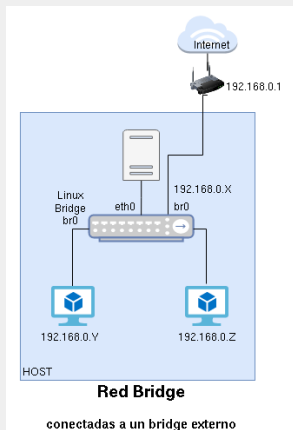 Internet
192.168.0.1
192.168.0.X
Linux
Bridge
br0
eth0
br0
192.168.0.Y
192.168.0.Z
HOST
Red Bridge
conectadas a un bridge externo